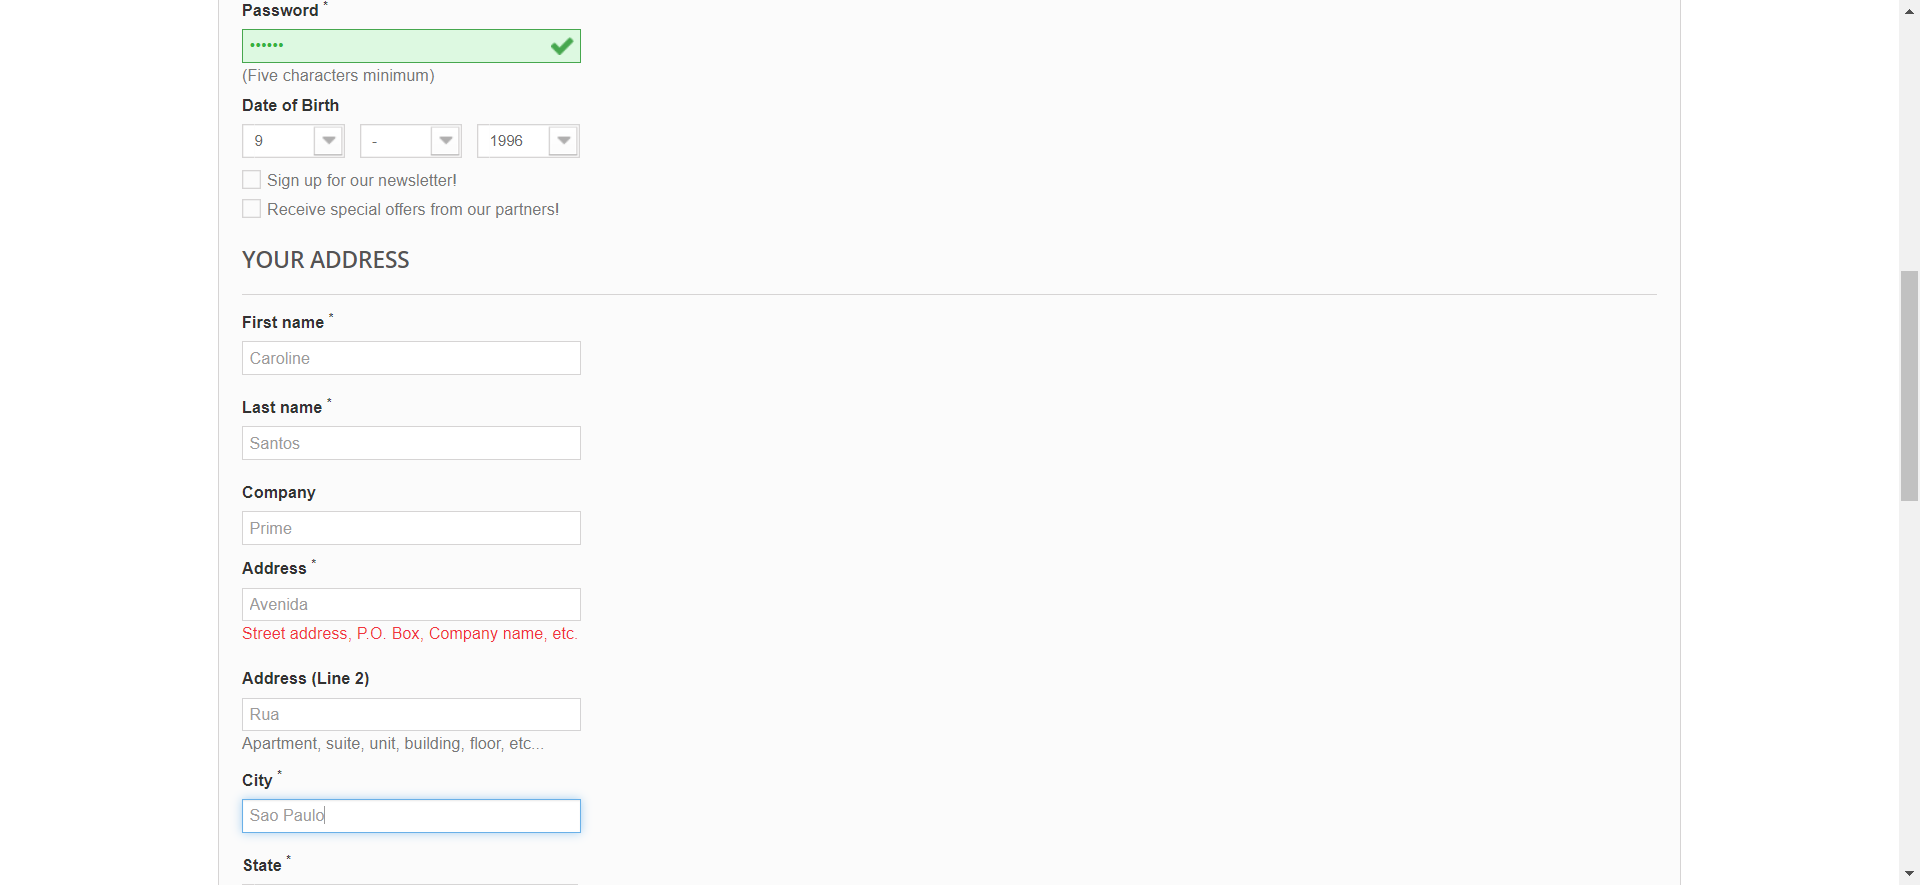 Password *
••••••
(Five characters minimum)
Date of Birth
9 - 1996
Sign up for our newsletter!
Receive special offers from our partners!
YOUR ADDRESS
First name *
Caroline
Last name *
Santos
Company
Prime
Address *
Avenida
Street address, P.O. Box, Company name, etc.
Address (Line 2)
Rua
Apartment, suite, unit, building, floor, etc...
City *
Sao Paulo
State *